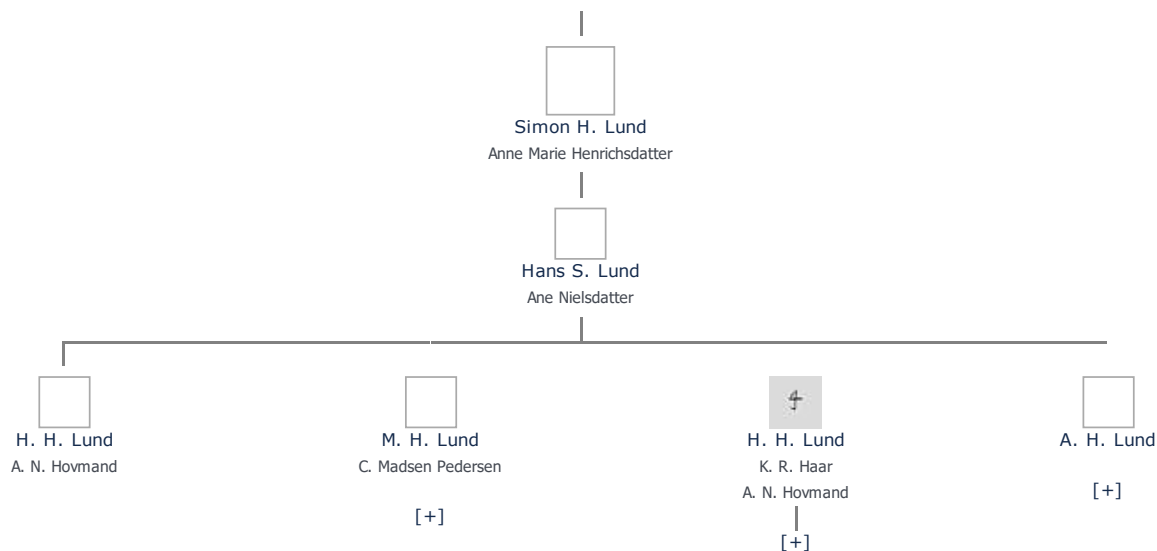 Simon H. Lund
Anne Marie Henrichsdatter
Hans S. Lund
Ane Nielsdatter
H. H. Lund
A. N. Hovmand
M. H. Lund
C. Madsen Pedersen
[+]
H. H. Lund
K. R. Haar
A. N. Hovmand
[+]
A. H. Lund
[+]